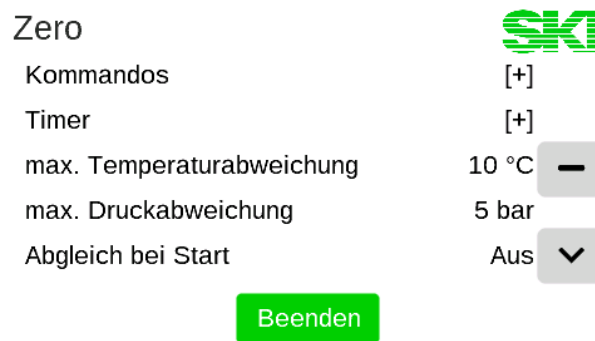 Zero
SKI
Kommandos [+]
Timer [+]
max. Temperaturabweichung 10 °C
max. Druckabweichung 5 bar
Abgleich bei Start Aus
Beenden